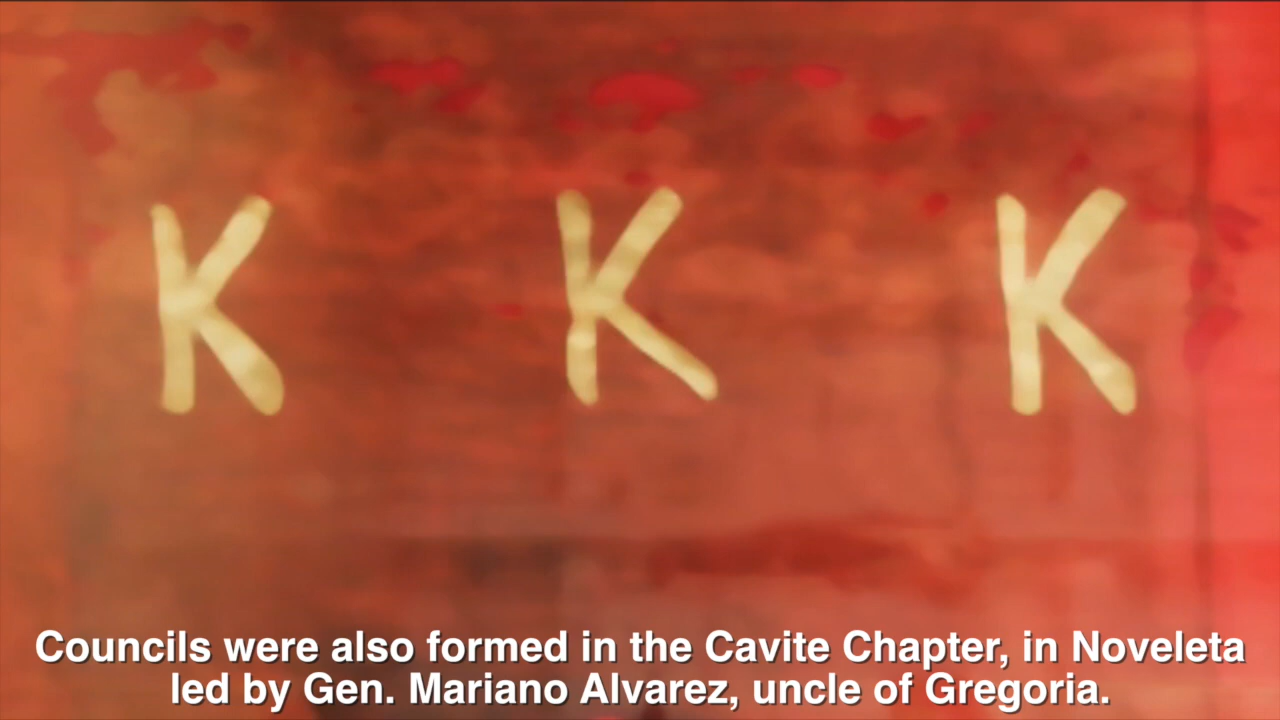 K K K
Councils were also formed in the Cavite Chapter, in Noveleta
led by Gen. Mariano Alvarez, uncle of Gregoria.